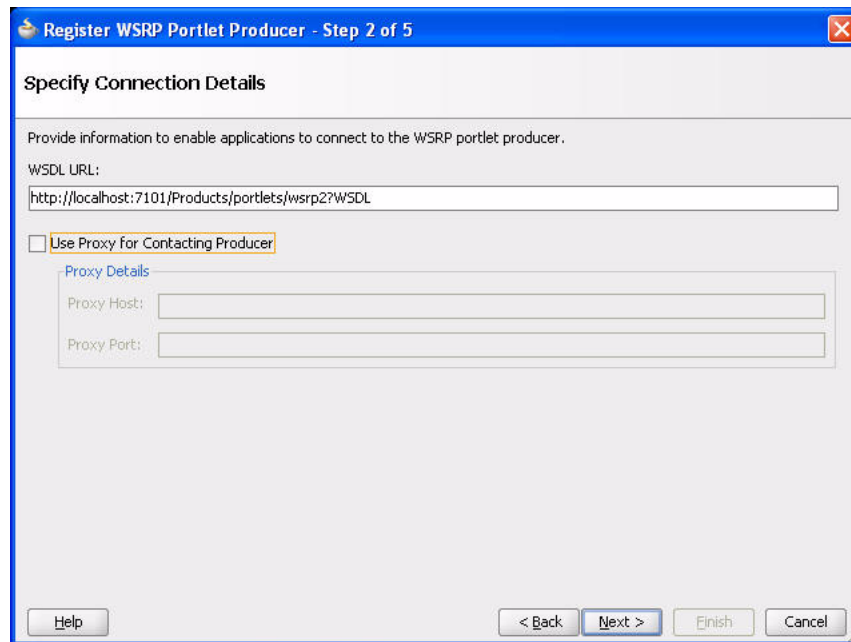 Register WSRP Portlet Producer - Step 2 of 5
Specify Connection Details
Provide information to enable applications to connect to the WSRP portlet producer.
WSDL URL:
http://localhost:7101/Products/portlets/wsrp2?WSDL
Use Proxy for Contacting Producer
Proxy Details
Proxy Host:
Proxy Port:
Help
< Back
Next >
Finish
Cancel